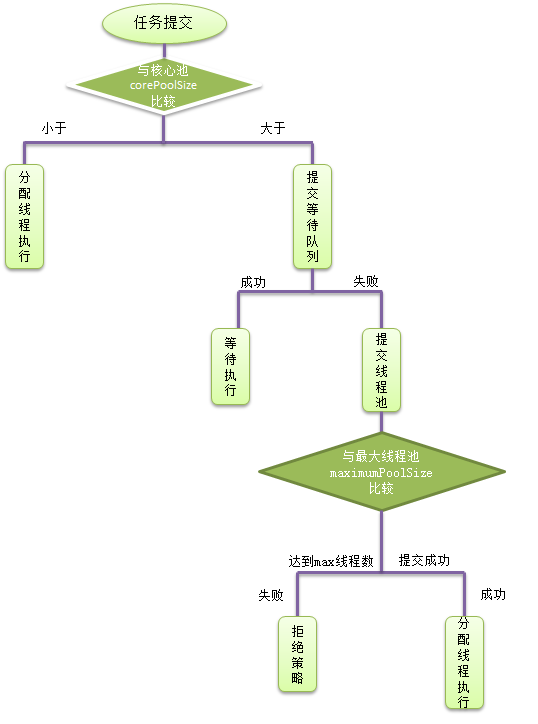 任务提交
与核心池
corePoolSize
比较
小于
大于
分配线程执行
提交等待队列
成功
失败
等待执行
提交线程池
与最大线程池
maximumPoolSize
比较
达到max线程数
提交成功
失败
成功
拒绝策略
分配线程执行